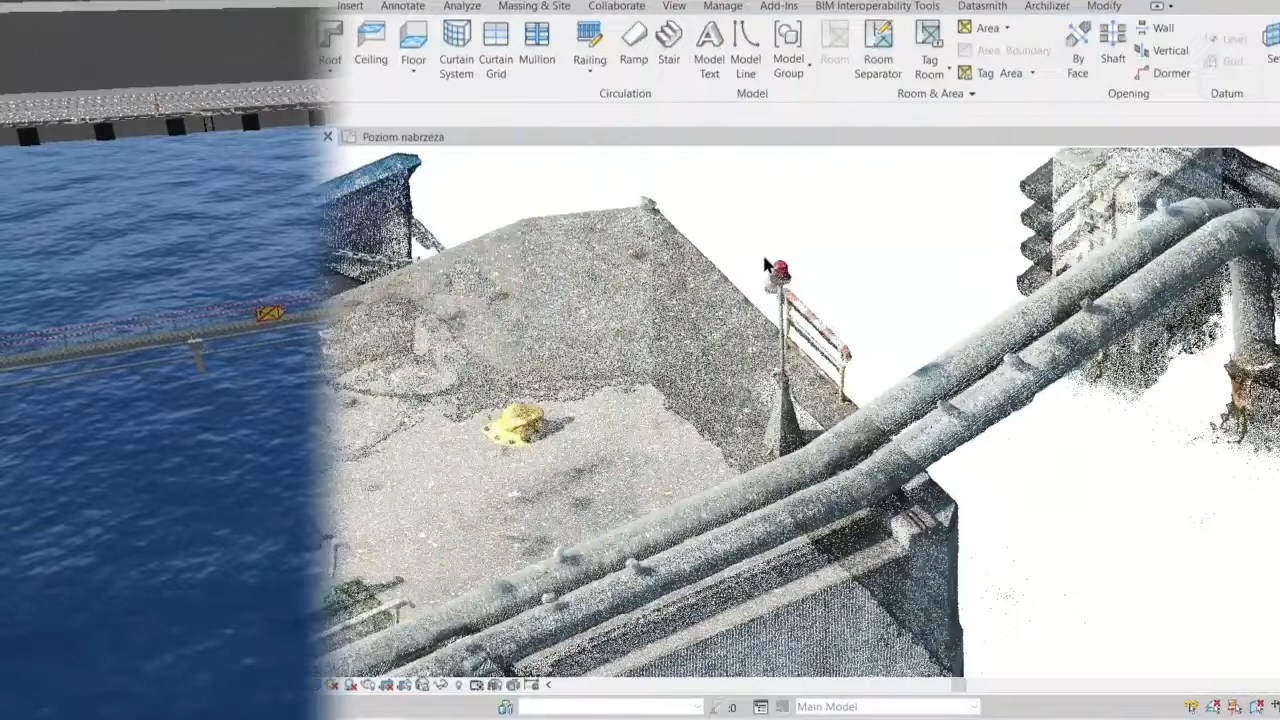 Insert Annotate Analyze Massing & Site Collaborate View Manage Add-Ins BIM Interoperability Tools Datasmith Archilizer Modify
Roof Ceiling Floor Curtain System Curtain Grid Mullion Railing Ramp Stair Model Text Model Line Model Group Room Room Separator Tag Room Area Area Boundary Tag Area By Face Shaft Wall Vertical Dormer Level Grid Set
Circulation Model Room & Area Opening Datum
Poziom nabrzeża
:0 Main Model